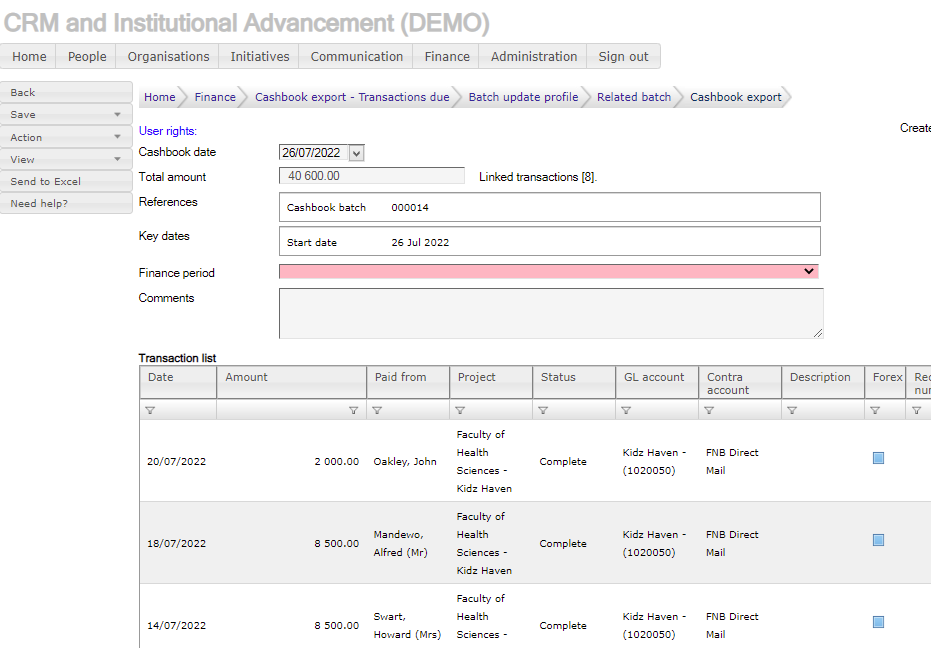 CRM and Institutional Advancement (DEMO)
Home People Organisations Initiatives Communication Finance Administration Sign out
Back
Save
Action
View
Send to Excel
Need help?
Home Finance Cashbook export - Transactions due Batch update profile Related batch Cashbook export
User rights:
Create
Cashbook date 26/07/2022
Total amount 40 600.00 Linked transactions [8].
References Cashbook batch 000014
Key dates Start date 26 Jul 2022
Finance period
Comments
Transaction list
Date Amount Paid from Project Status GL account Contra account Description Forex Rec
nur
20/07/2022 2 000.00 Oakley, John Faculty of Health Sciences - Kidz Haven Complete Kidz Haven - (1020050) FNB Direct Mail
18/07/2022 8 500.00 Mandewo, Alfred (Mr) Faculty of Health Sciences - Kidz Haven Complete Kidz Haven - (1020050) FNB Direct Mail
14/07/2022 8 500.00 Swart, Howard (Mrs) Faculty of Health Sciences - Complete Kidz Haven - (1020050) FNB Direct Mail